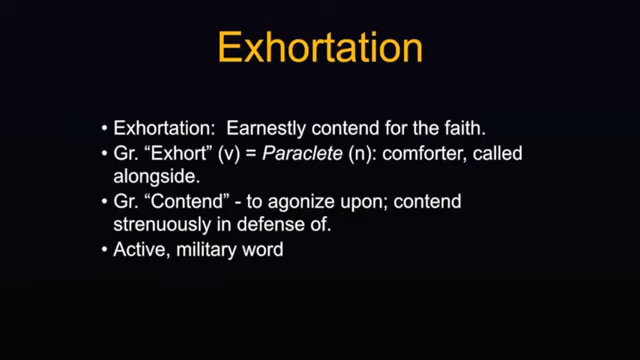 Exhortation
• Exhortation:  Earnestly contend for the faith.
• Gr. “Exhort” (v) = Paraclete (n): comforter, called
alongside.
• Gr. “Contend” - to agonize upon; contend
strenuously in defense of.
• Active, military word